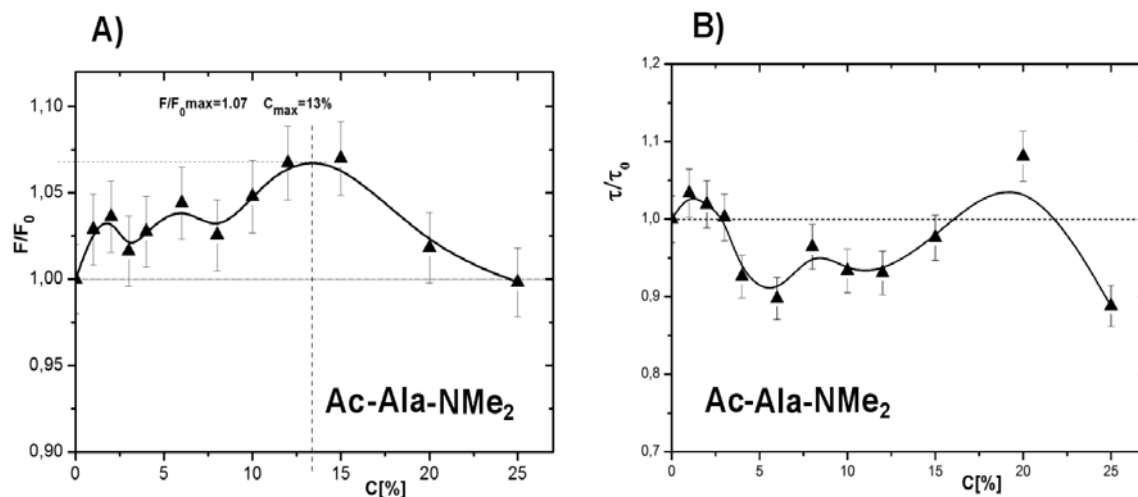 A)
F/F₀max=1.07 C_max=13%
1,10
1,05
1,00
0,95
0,90
F/F₀
Ac-Ala-NMe₂
0 5 10 15 20 25
C[%]
B)
1,2
1,1
1,0
0,9
0,8
0,7
τ/τ₀
Ac-Ala-NMe₂
0 5 10 15 20 25
C[%]